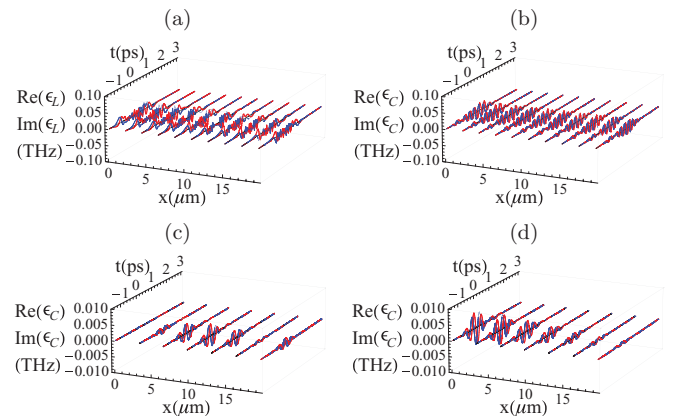 (a)
t(ps)
−1 0 1 2 3
Re(ϵL)
Im(ϵL)
(THz)
0.10
0.05
0.00
−0.05
−0.10
0 5 10 15
x(μm)
(b)
t(ps)
−1 0 1 2 3
Re(ϵC)
Im(ϵC)
(THz)
0.10
0.05
0.00
−0.05
−0.10
0 5 10 15
x(μm)
(c)
t(ps)
−1 0 1 2 3
Re(ϵC)
Im(ϵC)
(THz)
0.010
0.005
0.000
−0.005
−0.010
0 5 10 15
x(μm)
(d)
t(ps)
−1 0 1 2 3
Re(ϵC)
Im(ϵC)
(THz)
0.010
0.005
0.000
−0.005
−0.010
0 5 10 15
x(μm)